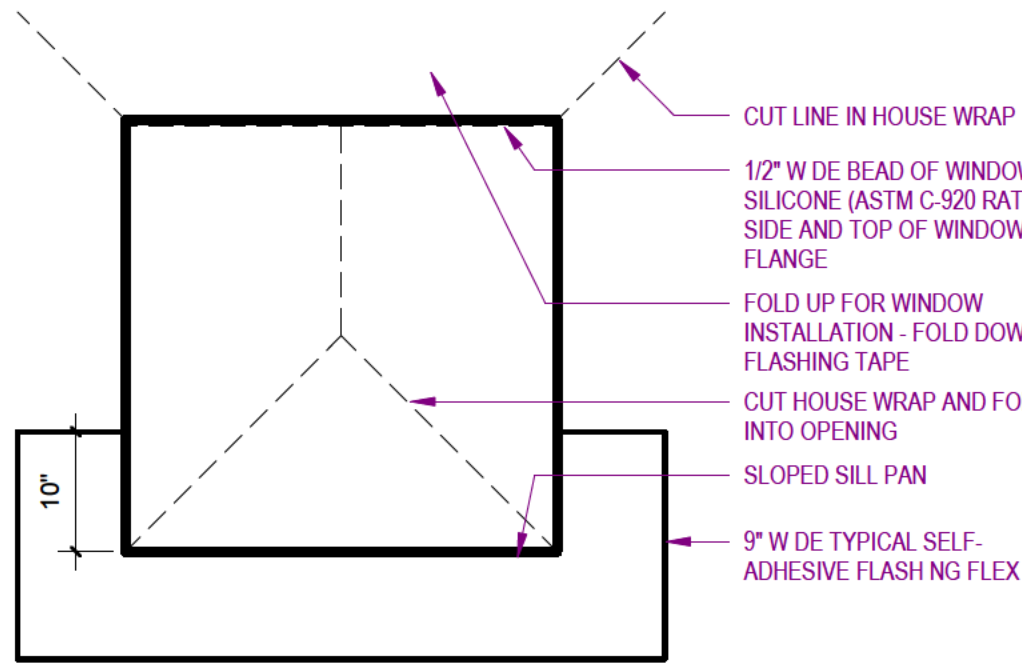 CUT LINE IN HOUSE WRAP
1/2" W DE BEAD OF WINDOW
SILICONE (ASTM C-920 RAT
SIDE AND TOP OF WINDOW
FLANGE
FOLD UP FOR WINDOW
INSTALLATION - FOLD DOW
FLASHING TAPE
CUT HOUSE WRAP AND FO
INTO OPENING
SLOPED SILL PAN
10"
9" W DE TYPICAL SELF-
ADHESIVE FLASH NG FLEX